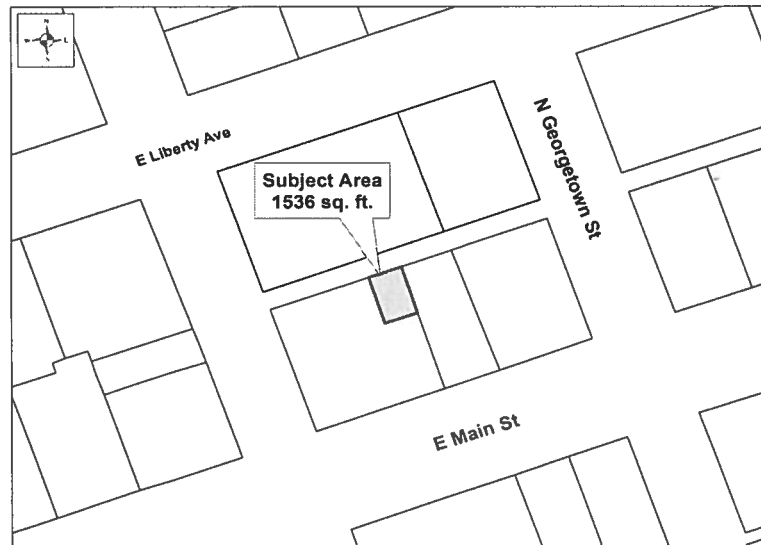 N
W
E Liberty Ave
N Georgetown St
Subject Area
1536 sq. ft.
E Main St